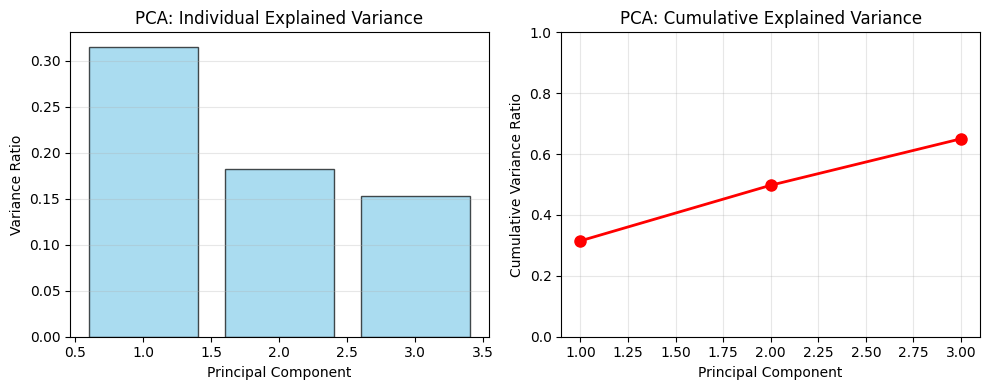 PCA: Individual Explained Variance
Variance Ratio
0.30
0.25
0.20
0.15
0.10
0.05
0.00
0.5 1.0 1.5 2.0 2.5 3.0 3.5
Principal Component
PCA: Cumulative Explained Variance
Cumulative Variance Ratio
1.0
0.8
0.6
0.4
0.2
0.0
1.00 1.25 1.50 1.75 2.00 2.25 2.50 2.75 3.00
Principal Component